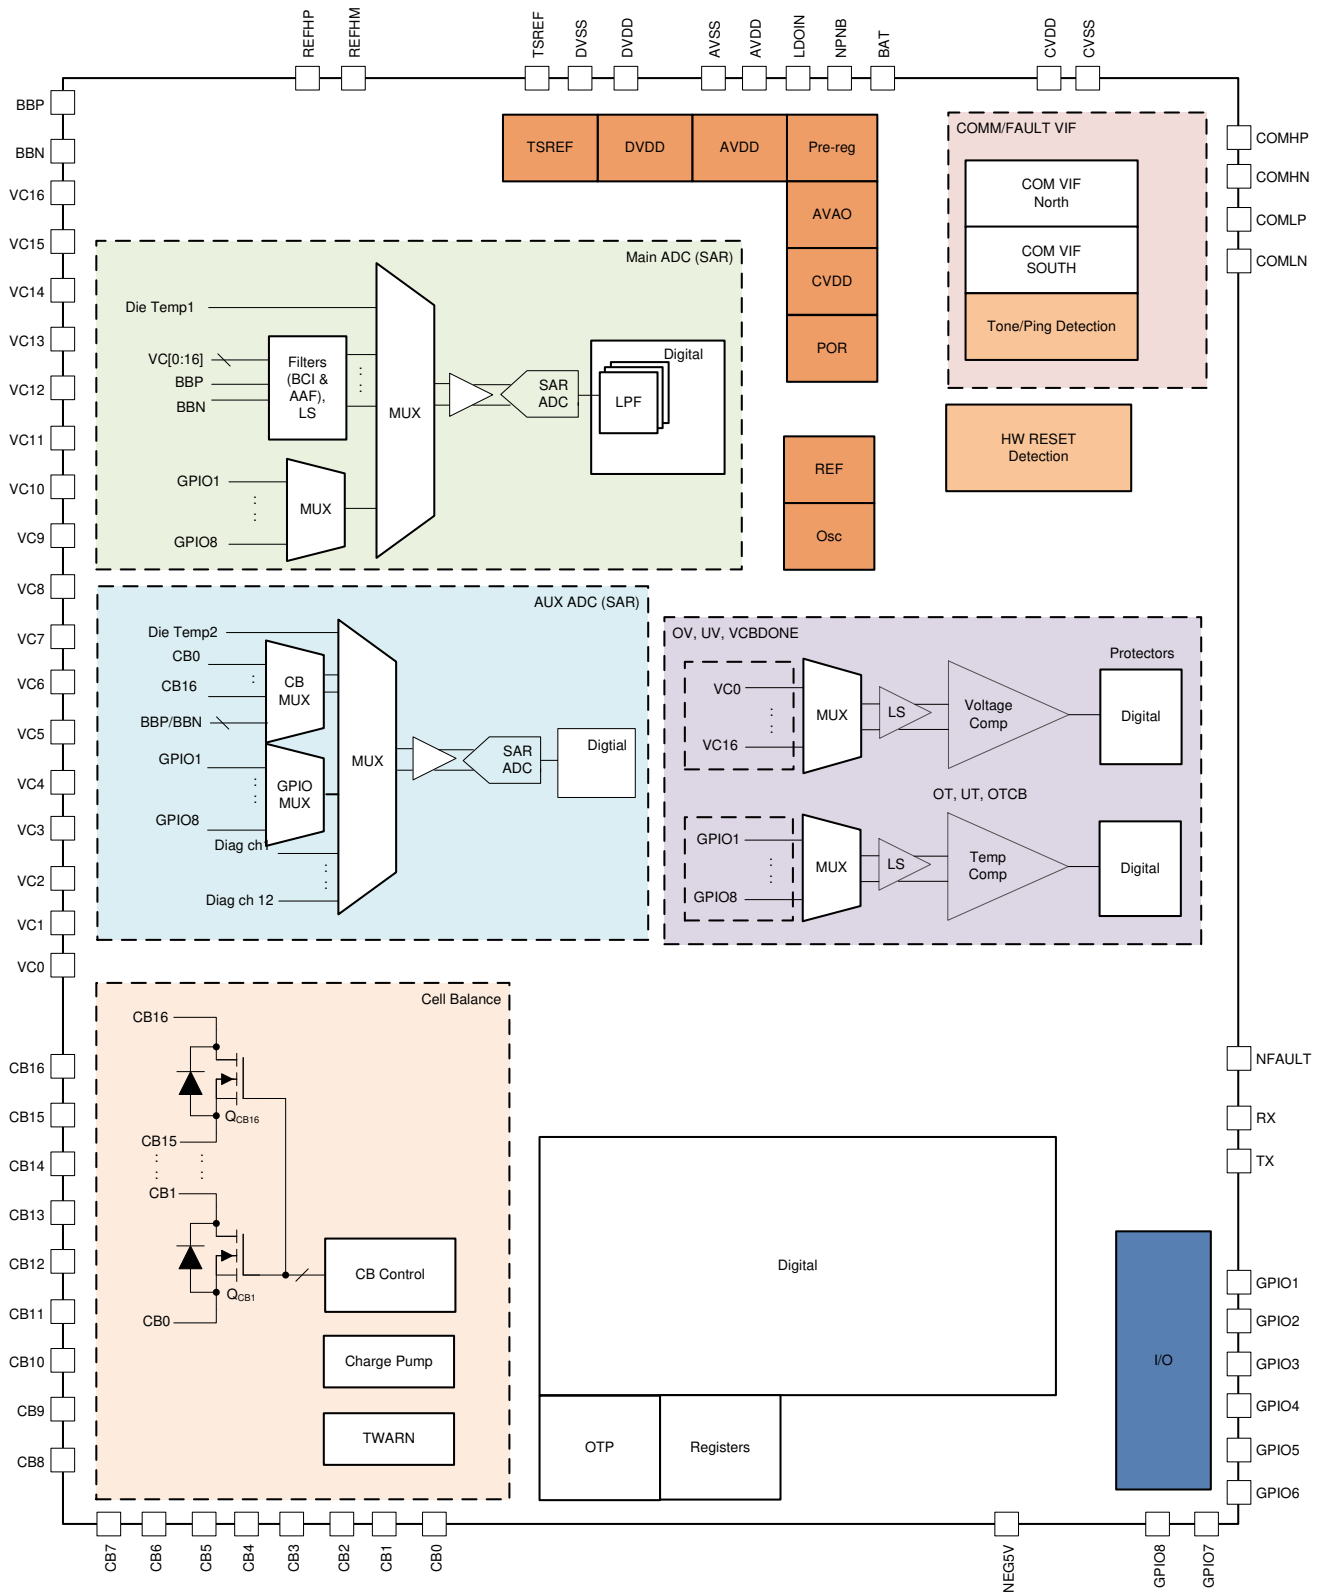 REFHP
REFHM
TSREF
DVSS
DVDD
AVSS
AVDD
LDOIN
NPNB
BAT
CVDD
CVSS
BBP
BBN
VC16
VC15
VC14
VC13
VC12
VC11
VC10
VC9
VC8
VC7
VC6
VC5
VC4
VC3
VC2
VC1
VC0
CB16
CB15
CB14
CB13
CB12
CB11
CB10
CB9
CB8
TSREF
DVDD
AVDD
Pre-reg
AVAO
CVDD
POR
REF
Osc
COMM/FAULT VIF
COM VIF
North
COM VIF
SOUTH
Tone/Ping Detection
HW RESET
Detection
COMHP
COMHN
COMLP
COMLN
Main ADC (SAR)
Die Temp1
VC[0:16]
BBP
BBN
Filters
(BCI &
AAF),
LS
GPIO1
GPIO8
MUX
MUX
SAR
ADC
Digital
LPF
AUX ADC (SAR)
Die Temp2
CB0
CB16
BBP/BBN
CB
MUX
GPIO1
GPIO8
GPIO
MUX
Diag ch1
Diag ch 12
MUX
SAR
ADC
Digtial
OV, UV, VCBDONE
Protectors
VC0
VC16
MUX
LS
Voltage
Comp
Digital
OT, UT, OTCB
GPIO1
GPIO8
MUX
LS
Temp
Comp
Digital
Cell Balance
CB16
QCB16
CB15
CB1
QCB1
CB0
CB Control
Charge Pump
TWARN
Digital
OTP
Registers
I/O
NFAULT
RX
TX
GPIO1
GPIO2
GPIO3
GPIO4
GPIO5
GPIO6
CB7
CB6
CB5
CB4
CB3
CB2
CB1
CB0
NEG5V
GPIO8
GPIO7